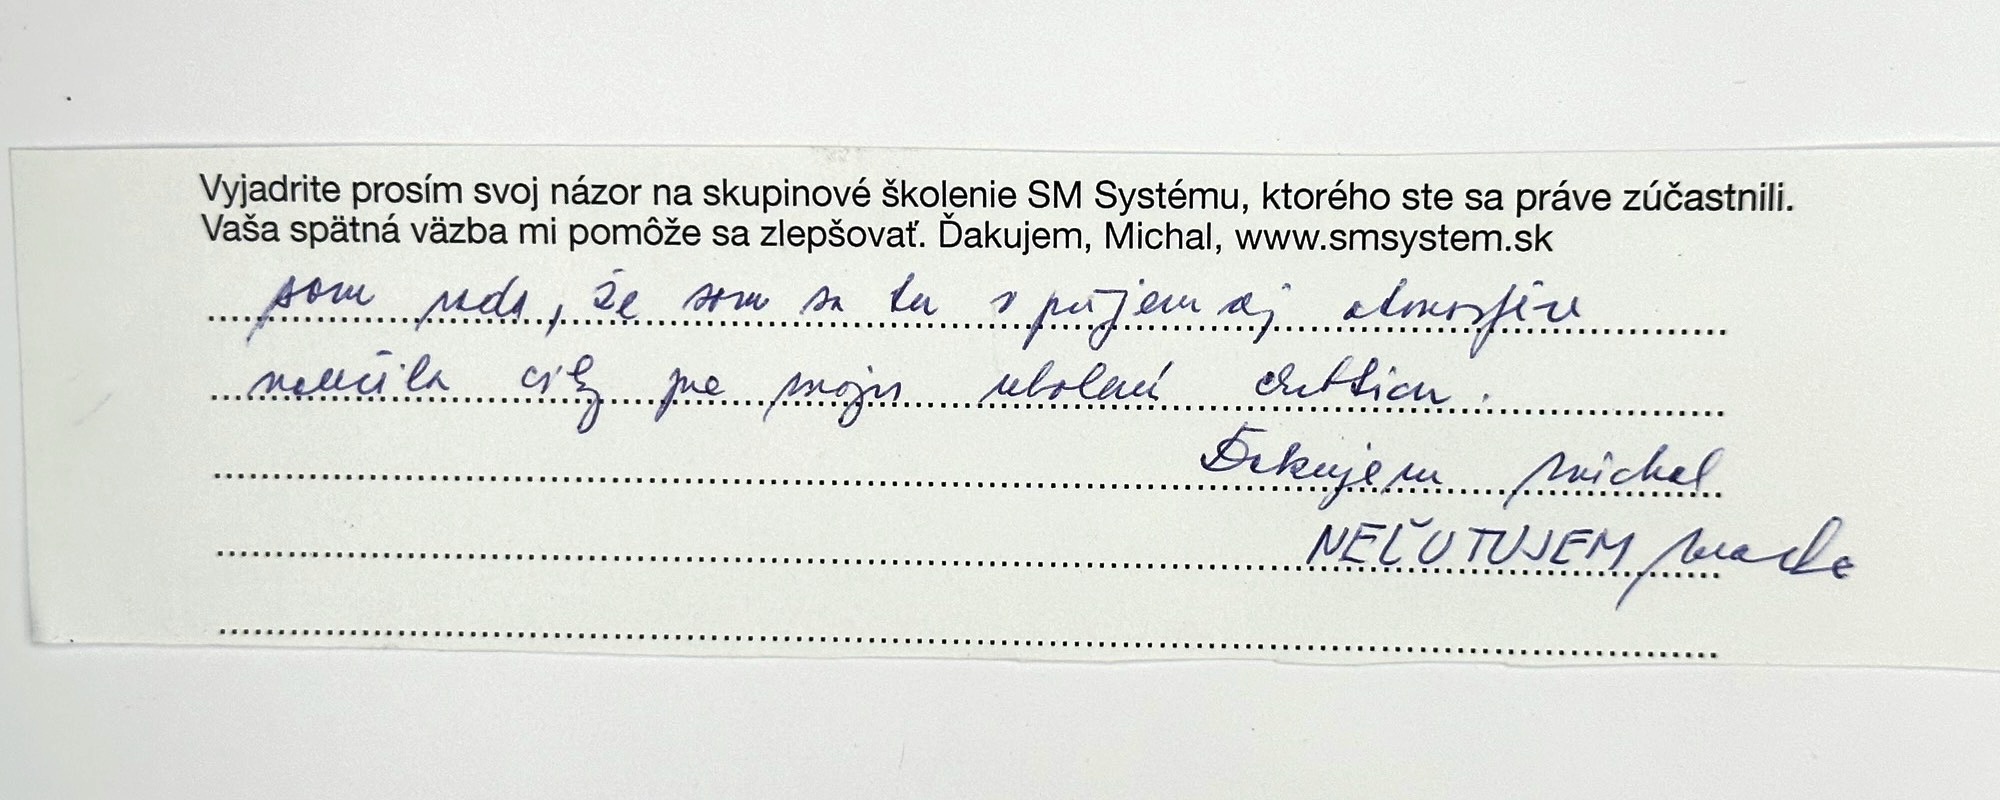 Vyjadrite prosím svoj názor na skupinové školenie SM Systému, ktorého ste sa práve zúčastnili.
Vaša spätná väzba mi pomôže sa zlepšovať. Ďakujem, Michal, www.smsystem.sk
som rada, že som sa tu v príjemnej atmosfére
naučila cviky pre moju ubolenú chrbticu.
Ďakujem Michal
NEĽUTUJEM